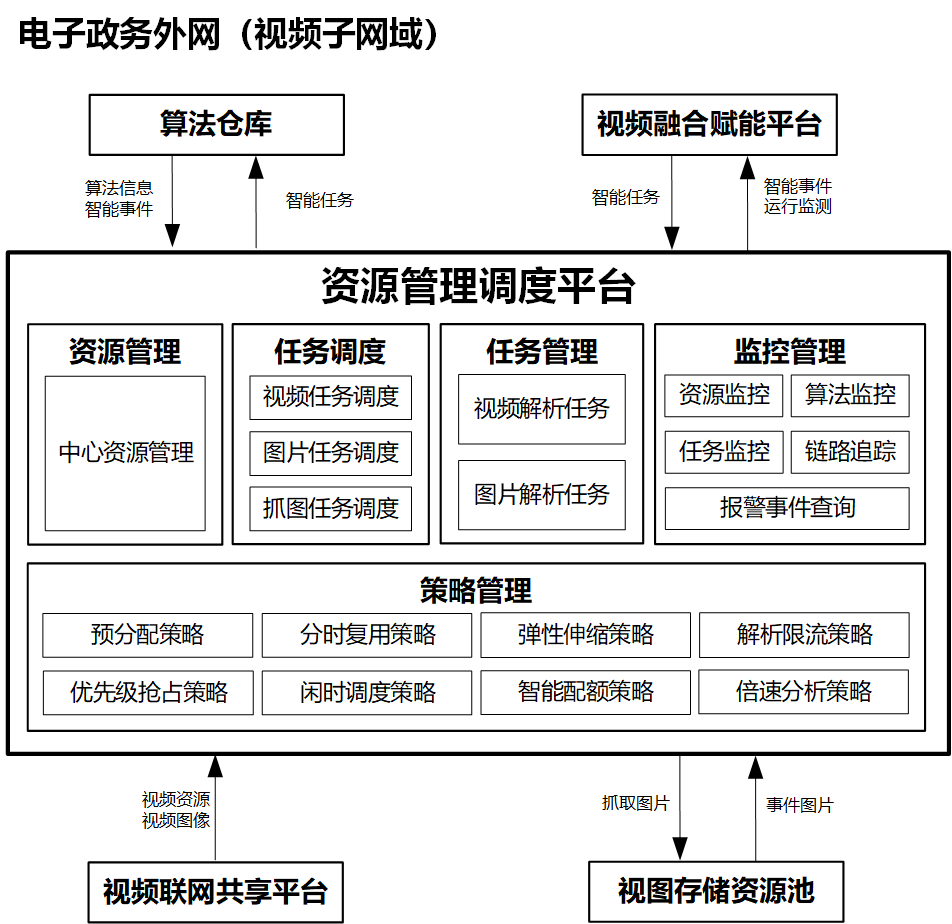 电子政务外网（视频子网域）
算法仓库
视频融合赋能平台
算法信息
智能事件
智能任务
智能任务
智能事件
运行监测
资源管理调度平台
资源管理
中心资源管理
任务调度
视频任务调度
图片任务调度
抓图任务调度
任务管理
视频解析任务
图片解析任务
监控管理
资源监控
算法监控
任务监控
链路追踪
报警事件查询
策略管理
预分配策略
分时复用策略
弹性伸缩策略
解析限流策略
优先级抢占策略
闲时调度策略
智能配额策略
倍速分析策略
视频资源
视频图像
抓取图片
事件图片
视频联网共享平台
视图存储资源池